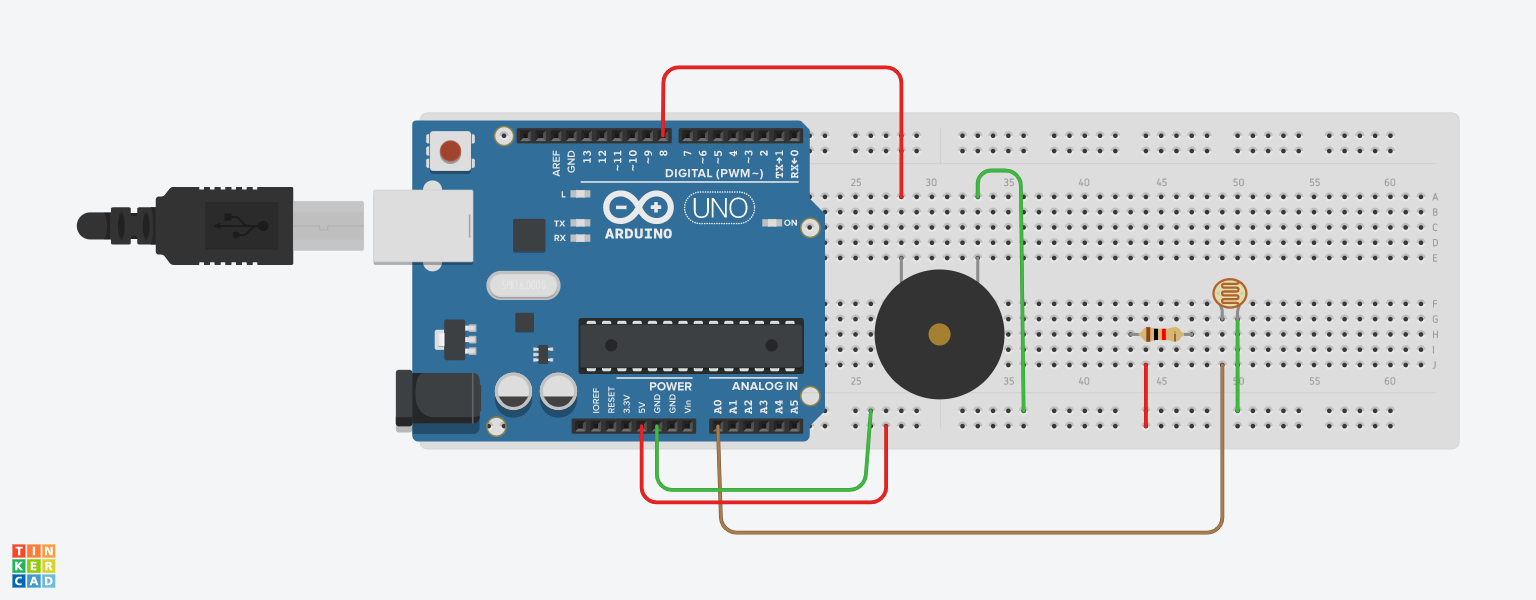 AREF
GND
13
12
~11
~10
~9
8
7
~6
~5
4
~3
2
TX→1
RX←0
DIGITAL (PWM~)
L
TX
RX
UNO
ON
ARDUINO
POWER
ANALOG IN
IOREF
RESET
3.3V
5V
GND
GND
Vin
A0
A1
A2
A3
A4
A5
25 30 35 40 45 50 55 60
A
B
C
D
E
F
G
H
I
J
25 35 40 45 50 55 60
TIN
KER
CAD